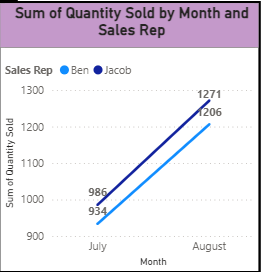 Sum of Quantity Sold by Month and
Sales Rep
Sales Rep Ben Jacob
1300
1200
1100
1000
900
Sum of Quantity Sold
986
934
1271
1206
July August
Month